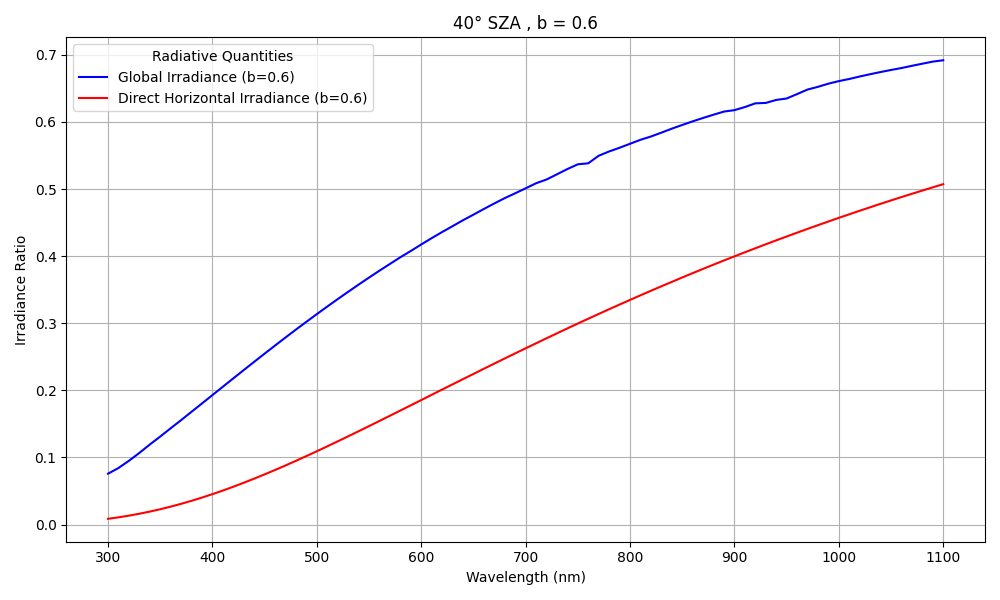 40° SZA , b = 0.6
Radiative Quantities
Global Irradiance (b=0.6)
Direct Horizontal Irradiance (b=0.6)
Irradiance Ratio
0.7
0.6
0.5
0.4
0.3
0.2
0.1
0.0
300 400 500 600 700 800 900 1000 1100
Wavelength (nm)